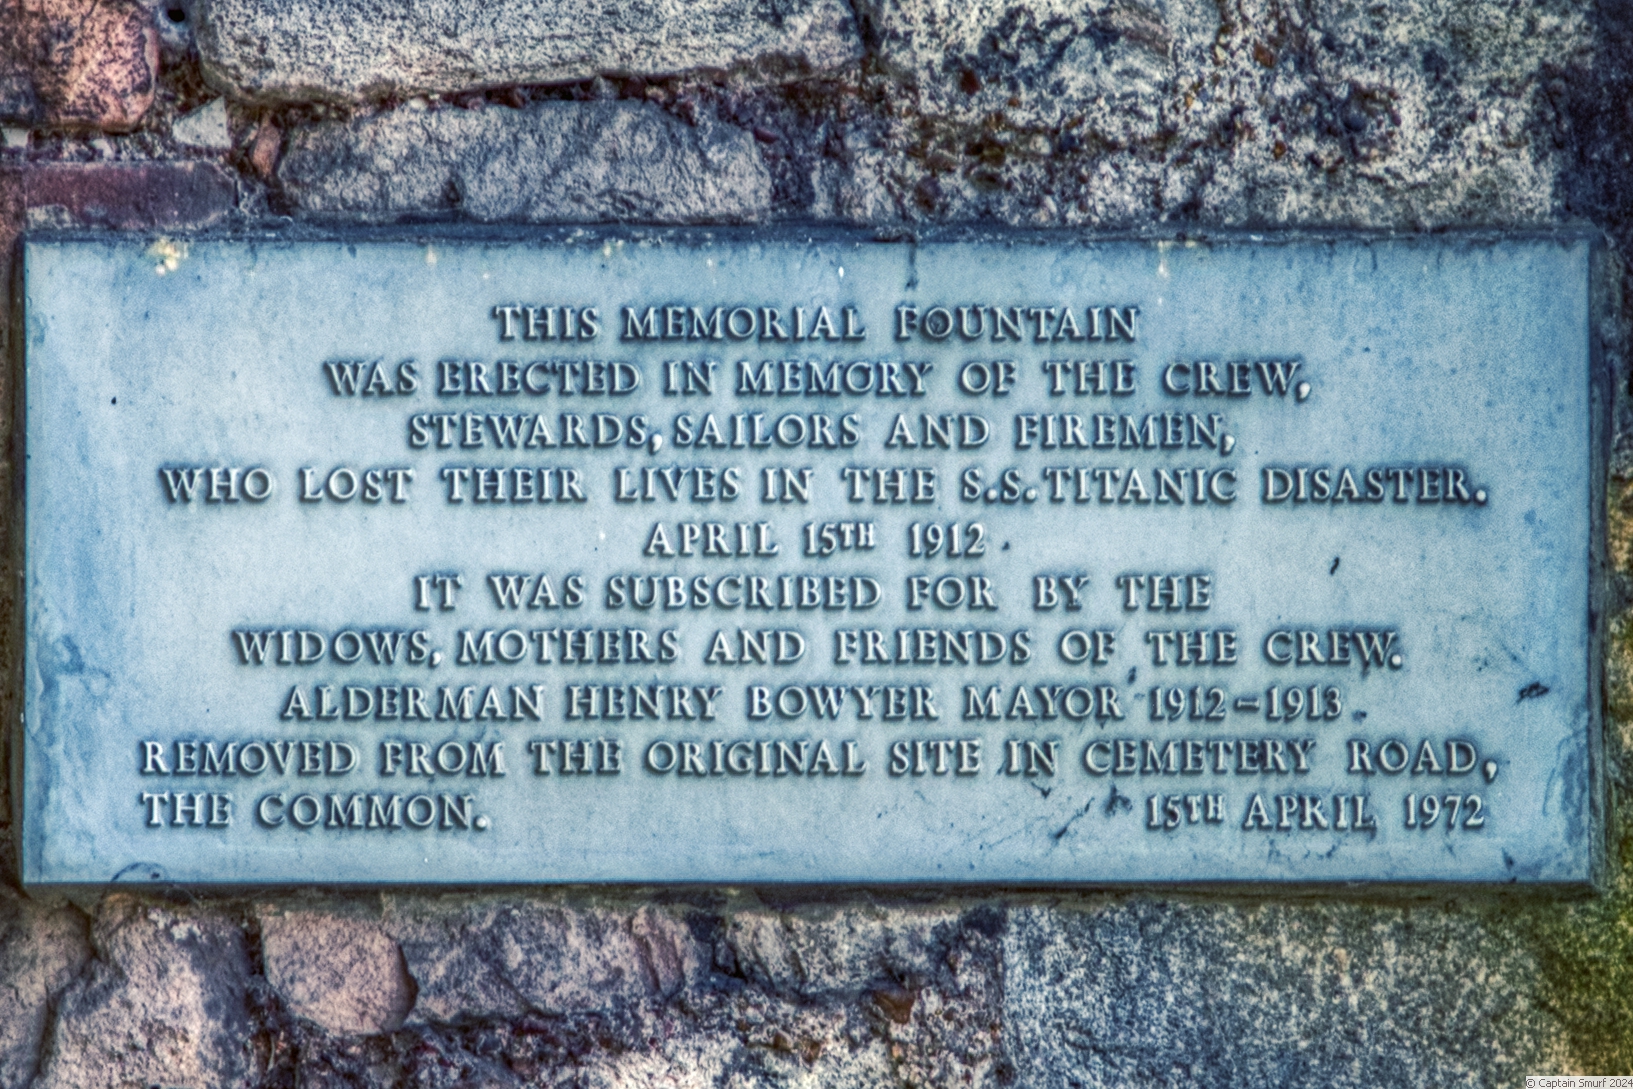 THIS MEMORIAL FOUNTAIN
WAS ERECTED IN MEMORY OF THE CREW,
STEWARDS, SAILORS AND FIREMEN,
WHO LOST THEIR LIVES IN THE S.S. TITANIC DISASTER.
APRIL 15TH 1912.
IT WAS SUBSCRIBED FOR BY THE
WIDOWS, MOTHERS AND FRIENDS OF THE CREW.
ALDERMAN HENRY BOWYER MAYOR 1912-1913.
REMOVED FROM THE ORIGINAL SITE IN CEMETERY ROAD,
THE COMMON. 15TH APRIL 1972
© Captain Smurf 2024